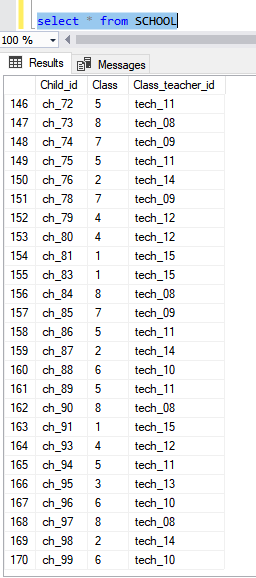 select * from SCHOOL
100 %
Results Messages
Child_id Class Class_teacher_id
146 ch_72 5 tech_11
147 ch_73 8 tech_08
148 ch_74 7 tech_09
149 ch_75 5 tech_11
150 ch_76 2 tech_14
151 ch_78 7 tech_09
152 ch_79 4 tech_12
153 ch_80 4 tech_12
154 ch_81 1 tech_15
155 ch_83 1 tech_15
156 ch_84 8 tech_08
157 ch_85 7 tech_09
158 ch_86 5 tech_11
159 ch_87 2 tech_14
160 ch_88 6 tech_10
161 ch_89 5 tech_11
162 ch_90 8 tech_08
163 ch_91 1 tech_15
164 ch_93 4 tech_12
165 ch_94 5 tech_11
166 ch_95 3 tech_13
167 ch_96 6 tech_10
168 ch_97 8 tech_08
169 ch_98 2 tech_14
170 ch_99 6 tech_10